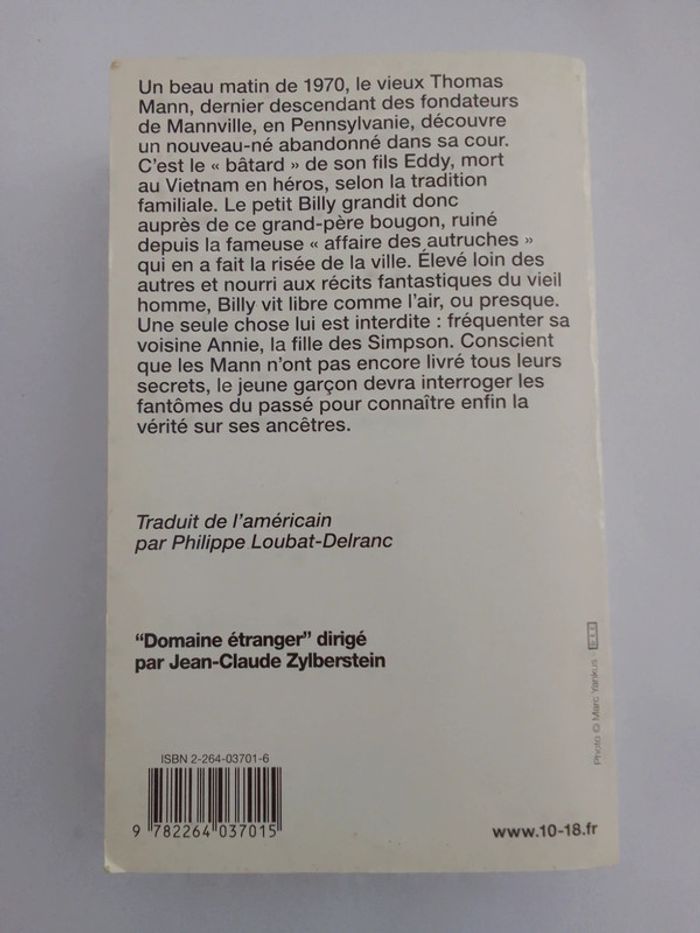 Un beau matin de 1970, le vieux Thomas
Mann, dernier descendant des fondateurs
de Mannville, en Pennsylvanie, découvre
un nouveau-né abandonné dans sa cour.
C'est le « bâtard » de son fils Eddy, mort
au Vietnam en héros, selon la tradition
familiale. Le petit Billy grandit donc
auprès de ce grand-père bougon, ruiné
depuis la fameuse « affaire des autruches »
qui en a fait la risée de la ville. Élevé loin des
autres et nourri aux récits fantastiques du vieil
homme, Billy vit libre comme l'air, ou presque.
Une seule chose lui est interdite : fréquenter sa
voisine Annie, la fille des Simpson. Conscient
que les Mann n'ont pas encore livré tous leurs
secrets, le jeune garçon devra interroger les
fantômes du passé pour connaître enfin la
vérité sur ses ancêtres.
Traduit de l'américain
par Philippe Loubat-Delranc
"Domaine étranger" dirigé
par Jean-Claude Zylberstein
ISBN 2-264-03701-6
9 782264 037015
www.10-18.fr
Photo © Marc Yankus